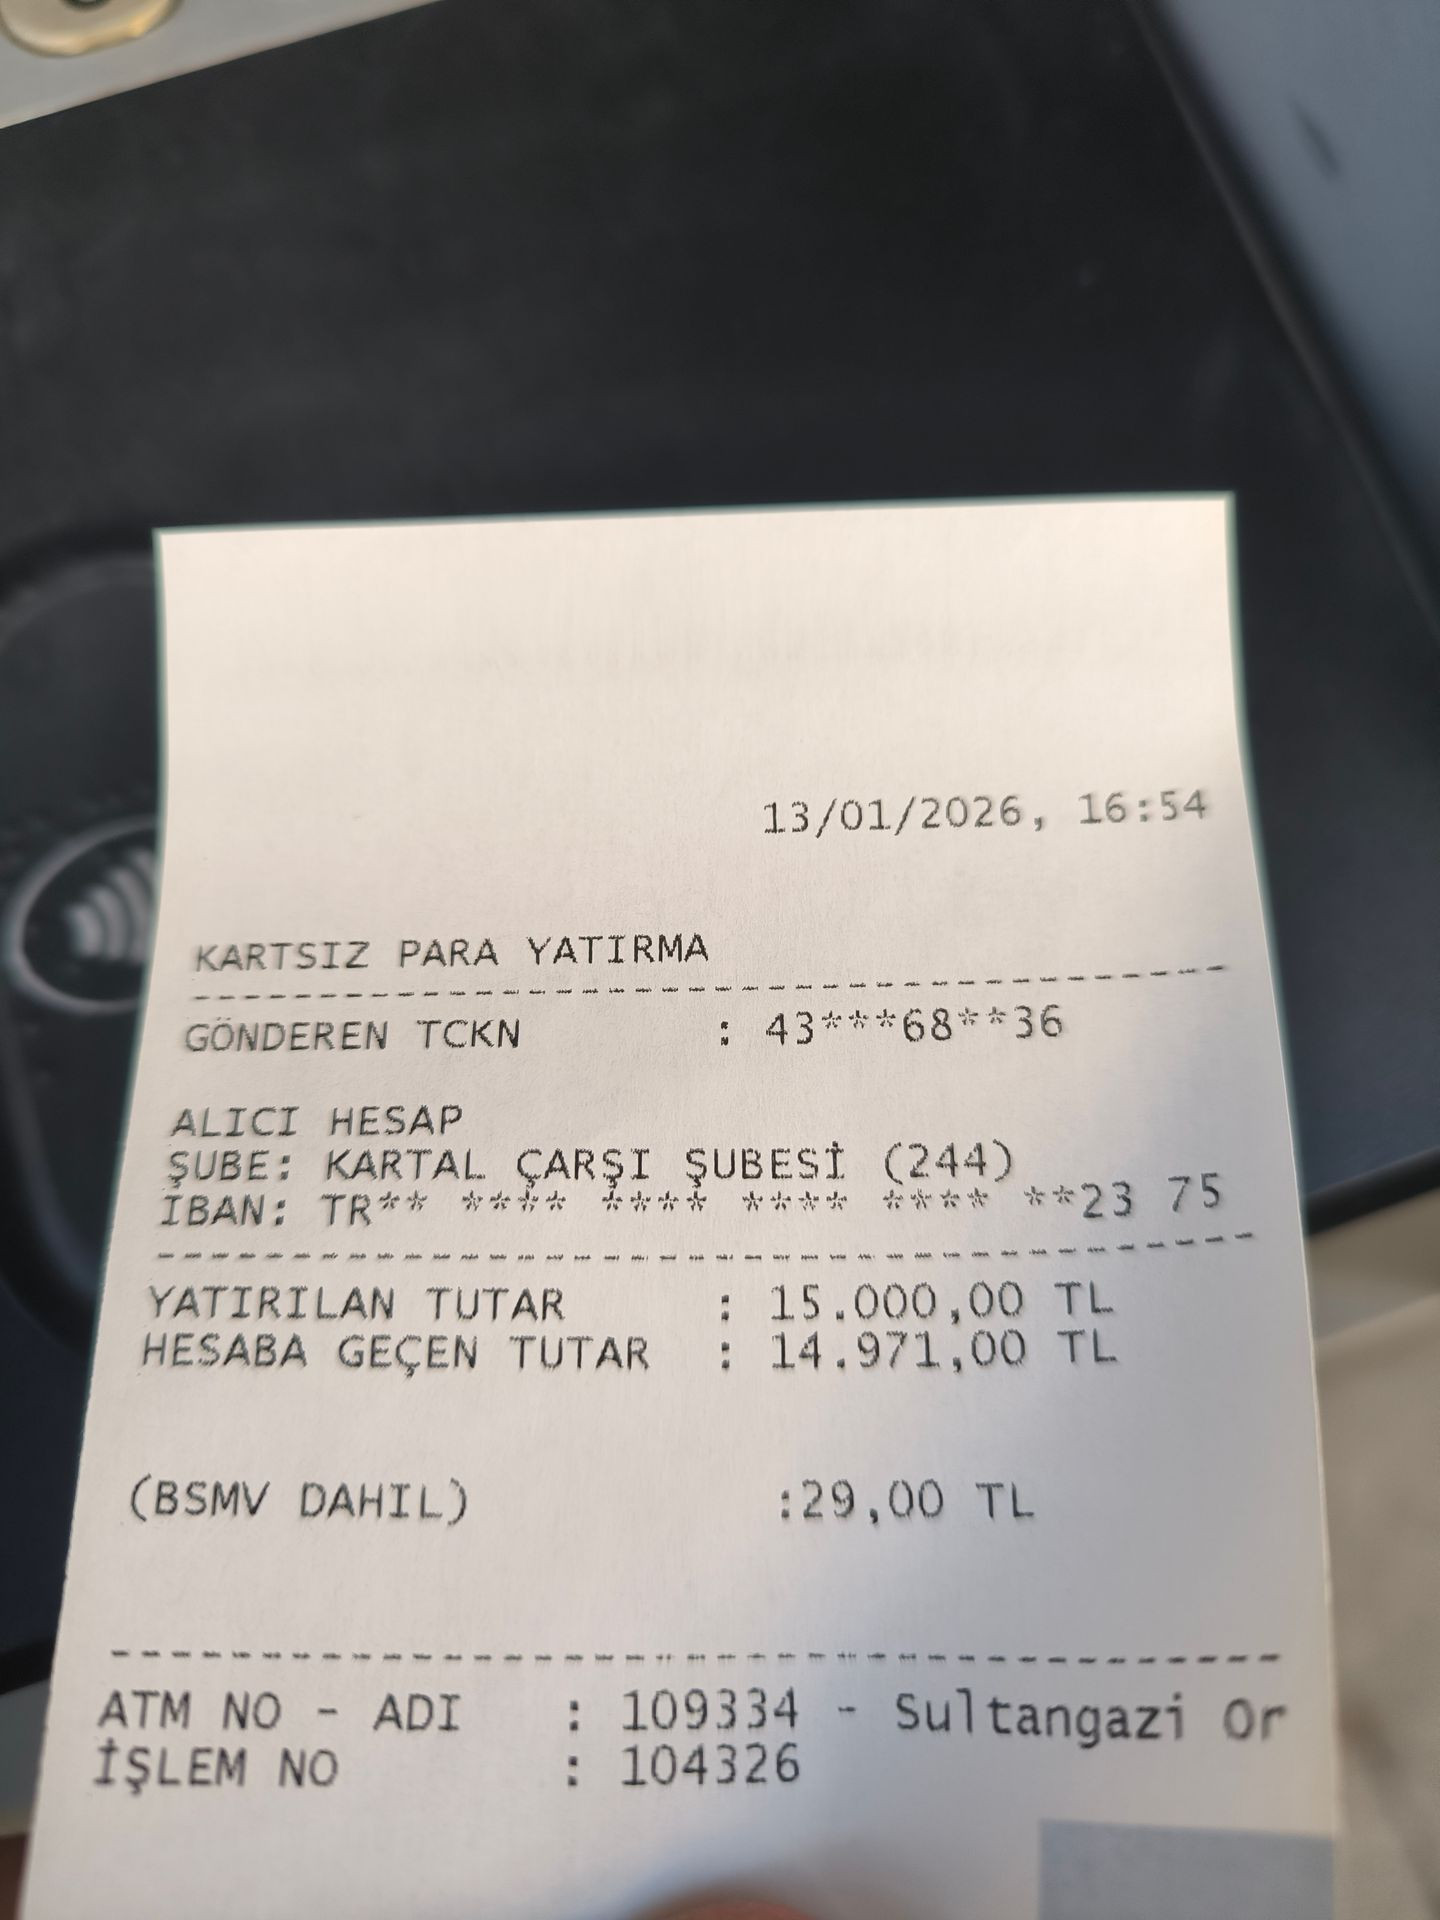 13/01/2026, 16:54
KARTSIZ PARA YATIRMA
--------------------------------------------
GÖNDEREN TCKN : 43***68**36
ALICI HESAP
ŞUBE: KARTAL ÇARŞI ŞUBESİ (244)
IBAN: TR** **** **** **** **** **23 75
--------------------------------------------
YATIRILAN TUTAR : 15.000,00 TL
HESABA GEÇEN TUTAR : 14.971,00 TL
(BSMV DAHIL) :29,00 TL
--------------------------------------------
ATM NO - ADI : 109334 - Sultangazi Or
İŞLEM NO : 104326